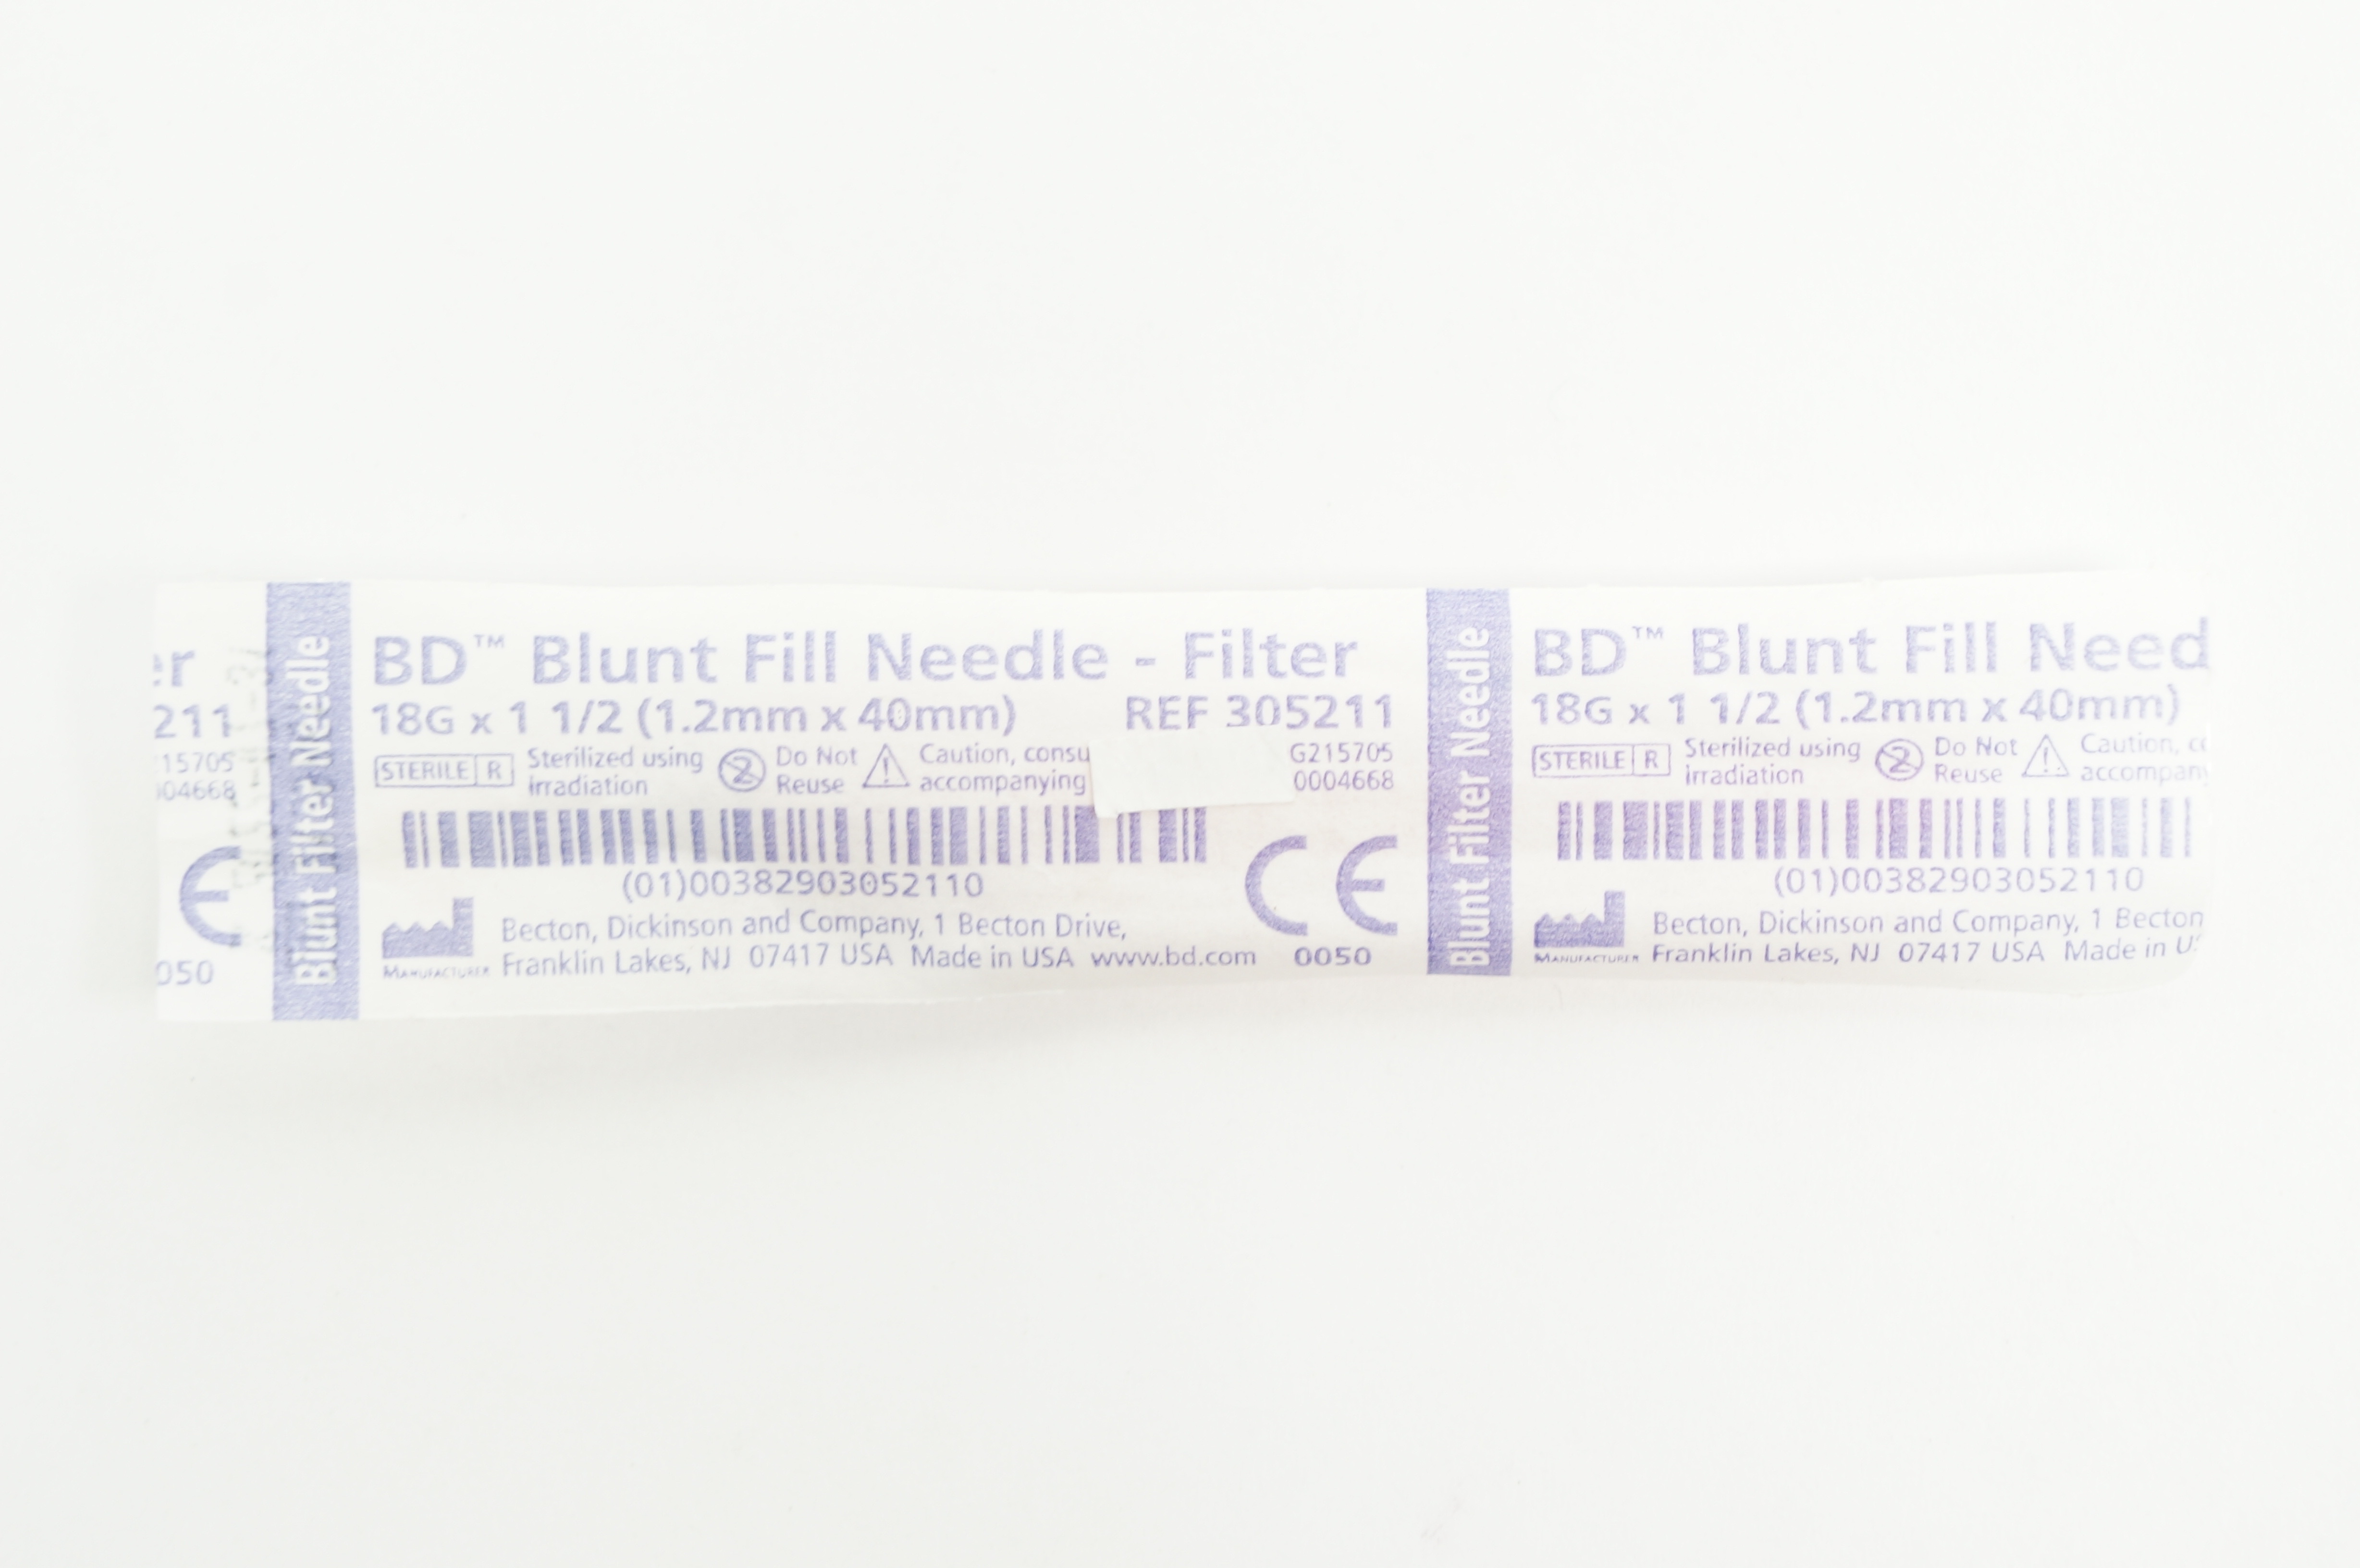 :r
211
15705
04668
050
Blunt Filter Needle
BD™ Blunt Fill Needle - Filter
18G x 1 1/2 (1.2mm x 40mm) REF 305211
STERILE R Sterilized using irradiation
Do Not Reuse
Caution, consu
accompanying
G215705
0004668
(01)00382903052110
MANUFACTURER
Becton, Dickinson and Company, 1 Becton Drive,
Franklin Lakes, NJ 07417 USA Made in USA www.bd.com
CE
0050
Blunt Filter Needle
BD™ Blunt Fill Need
18G x 1 1/2 (1.2mm x 40mm)
STERILE R Sterilized using irradiation
Do Not Reuse
Caution, c
accompan
(01)00382903052110
MANUFACTURER
Becton, Dickinson and Company, 1 Becton
Franklin Lakes, NJ 07417 USA Made in U